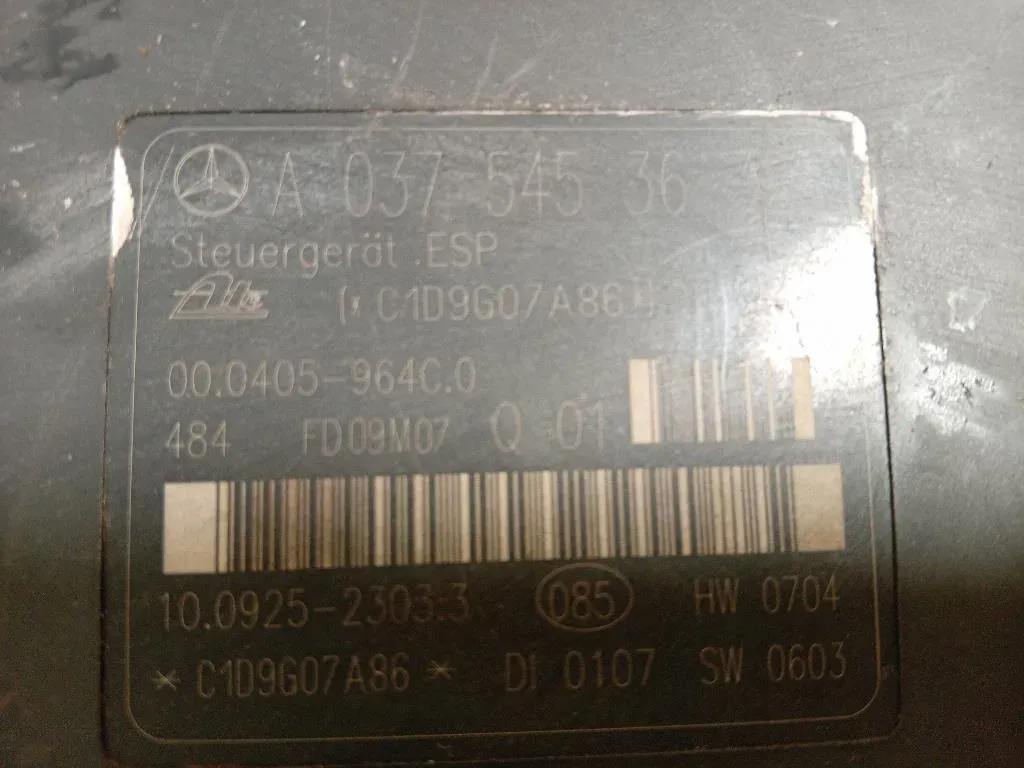 A 037 545 36
Steuergerät ESP
Ate (* C1D9G07A86
00.0405-964C.0
484 FD09M07 Q 01
10.0925-2303.3 085 HW 0704
* C1D9G07A86 * DI 0107 SW 0603